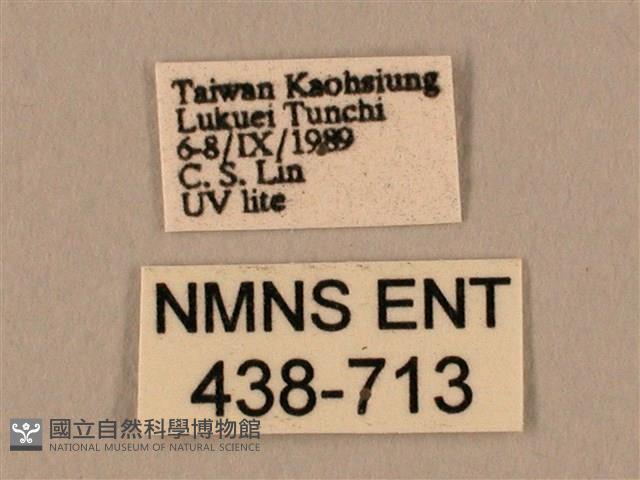 Taiwan Kaohsiung
Lukuei Tunchi
6-8/IX/1989
C. S. Lin
UV lite
NMNS ENT
438-713
國立自然科學博物館
NATIONAL MUSEUM OF NATURAL SCIENCE